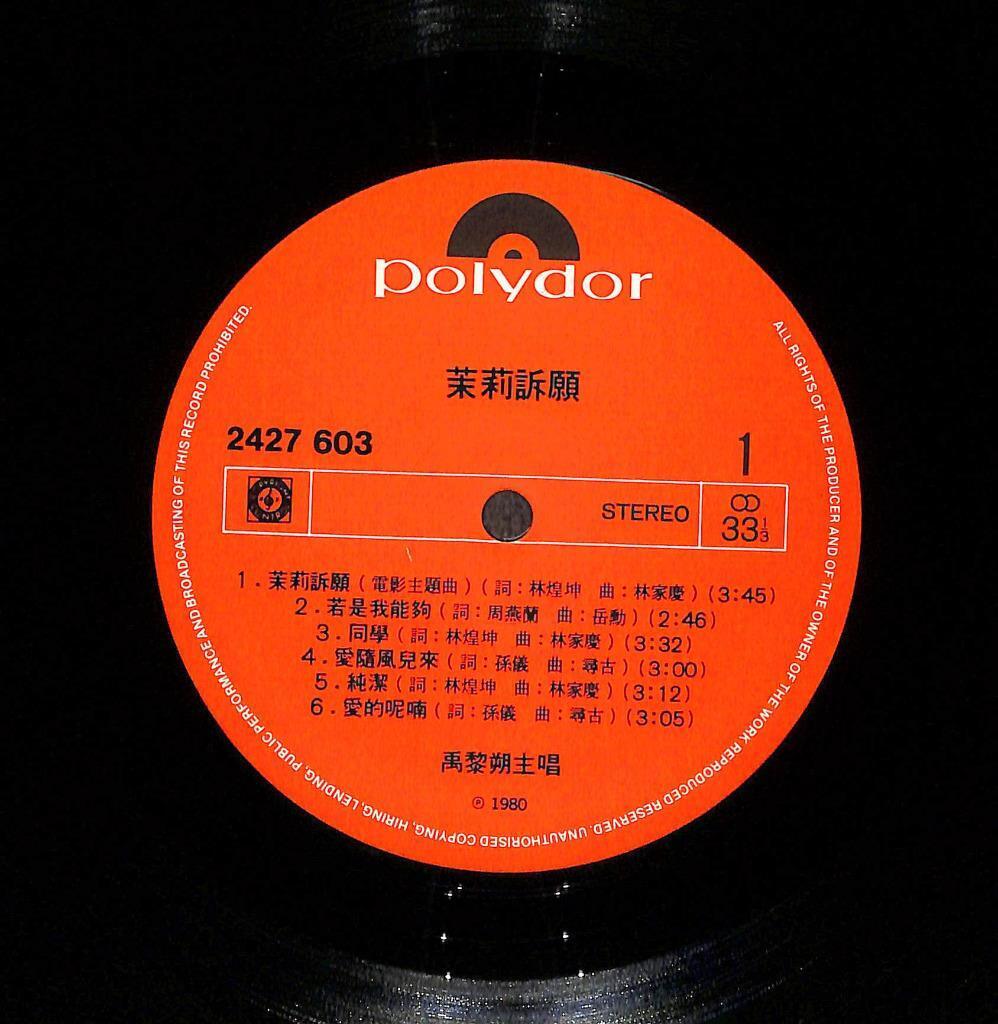 polydor
茉莉訴願
2427 603
1
STEREO
33⅓
1. 茉莉訴願(電影主題曲)(詞:林煌坤 曲:林家慶)(3:45)
2. 若是我能夠(詞:周燕蘭 曲:岳勳)(2:46)
3. 同學(詞:林煌坤 曲:林家慶)(3:32)
4. 愛隨風兒來(詞:孫儀 曲:尋古)(3:00)
5. 純潔(詞:林煌坤 曲:林家慶)(3:12)
6. 愛的呢喃(詞:孫儀 曲:尋古)(3:05)
禹黎朔主唱
℗ 1980
ALL RIGHTS OF THE PRODUCER AND OF THE OWNER OF THE WORK REPRODUCED RESERVED. UNAUTHORISED COPYING, HIRING, LENDING, PUBLIC PERFORMANCE AND BROADCASTING OF THIS RECORD PROHIBITED.